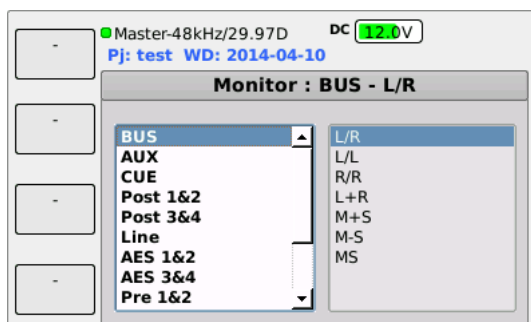 Master-48kHz/29.97D DC 12.0V
Pj: test WD: 2014-04-10
Monitor : BUS - L/R
-
-
-
-
BUS
AUX
CUE
Post 1&2
Post 3&4
Line
AES 1&2
AES 3&4
Pre 1&2
L/R
L/L
R/R
L+R
M+S
M-S
MS